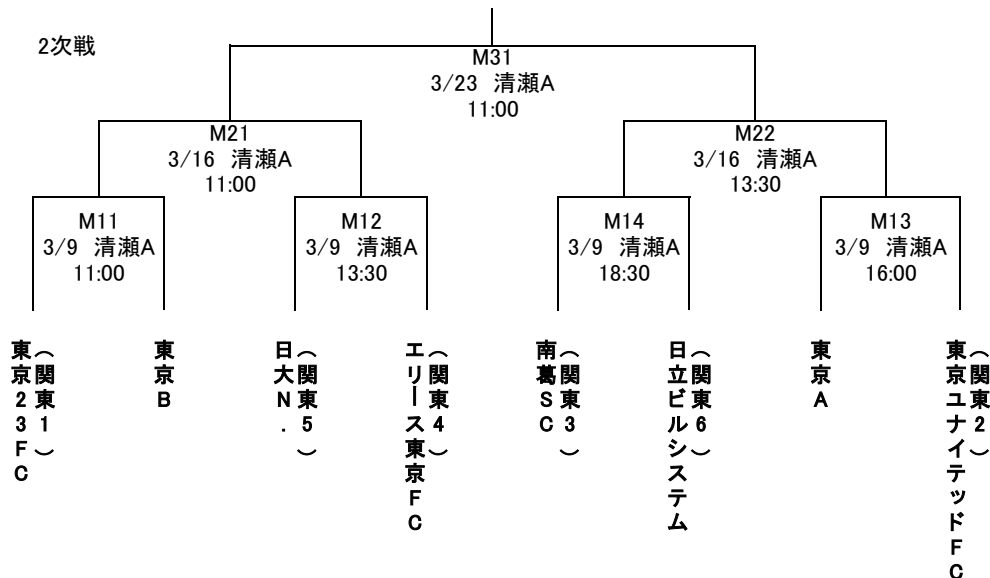 2次戦
M31
3/23 清瀬A
11:00
M21
3/16 清瀬A
11:00
M22
3/16 清瀬A
13:30
M11
3/9 清瀬A
11:00
M12
3/9 清瀬A
13:30
M14
3/9 清瀬A
18:30
M13
3/9 清瀬A
16:00
東京23FC
(関東1)
東京B
日大N.
(関東5)
エリース東京FC
(関東4)
南葛SC
(関東3)
日立ビルシステム
(関東6)
東京A
東京ユナイテッドFC
(関東2)